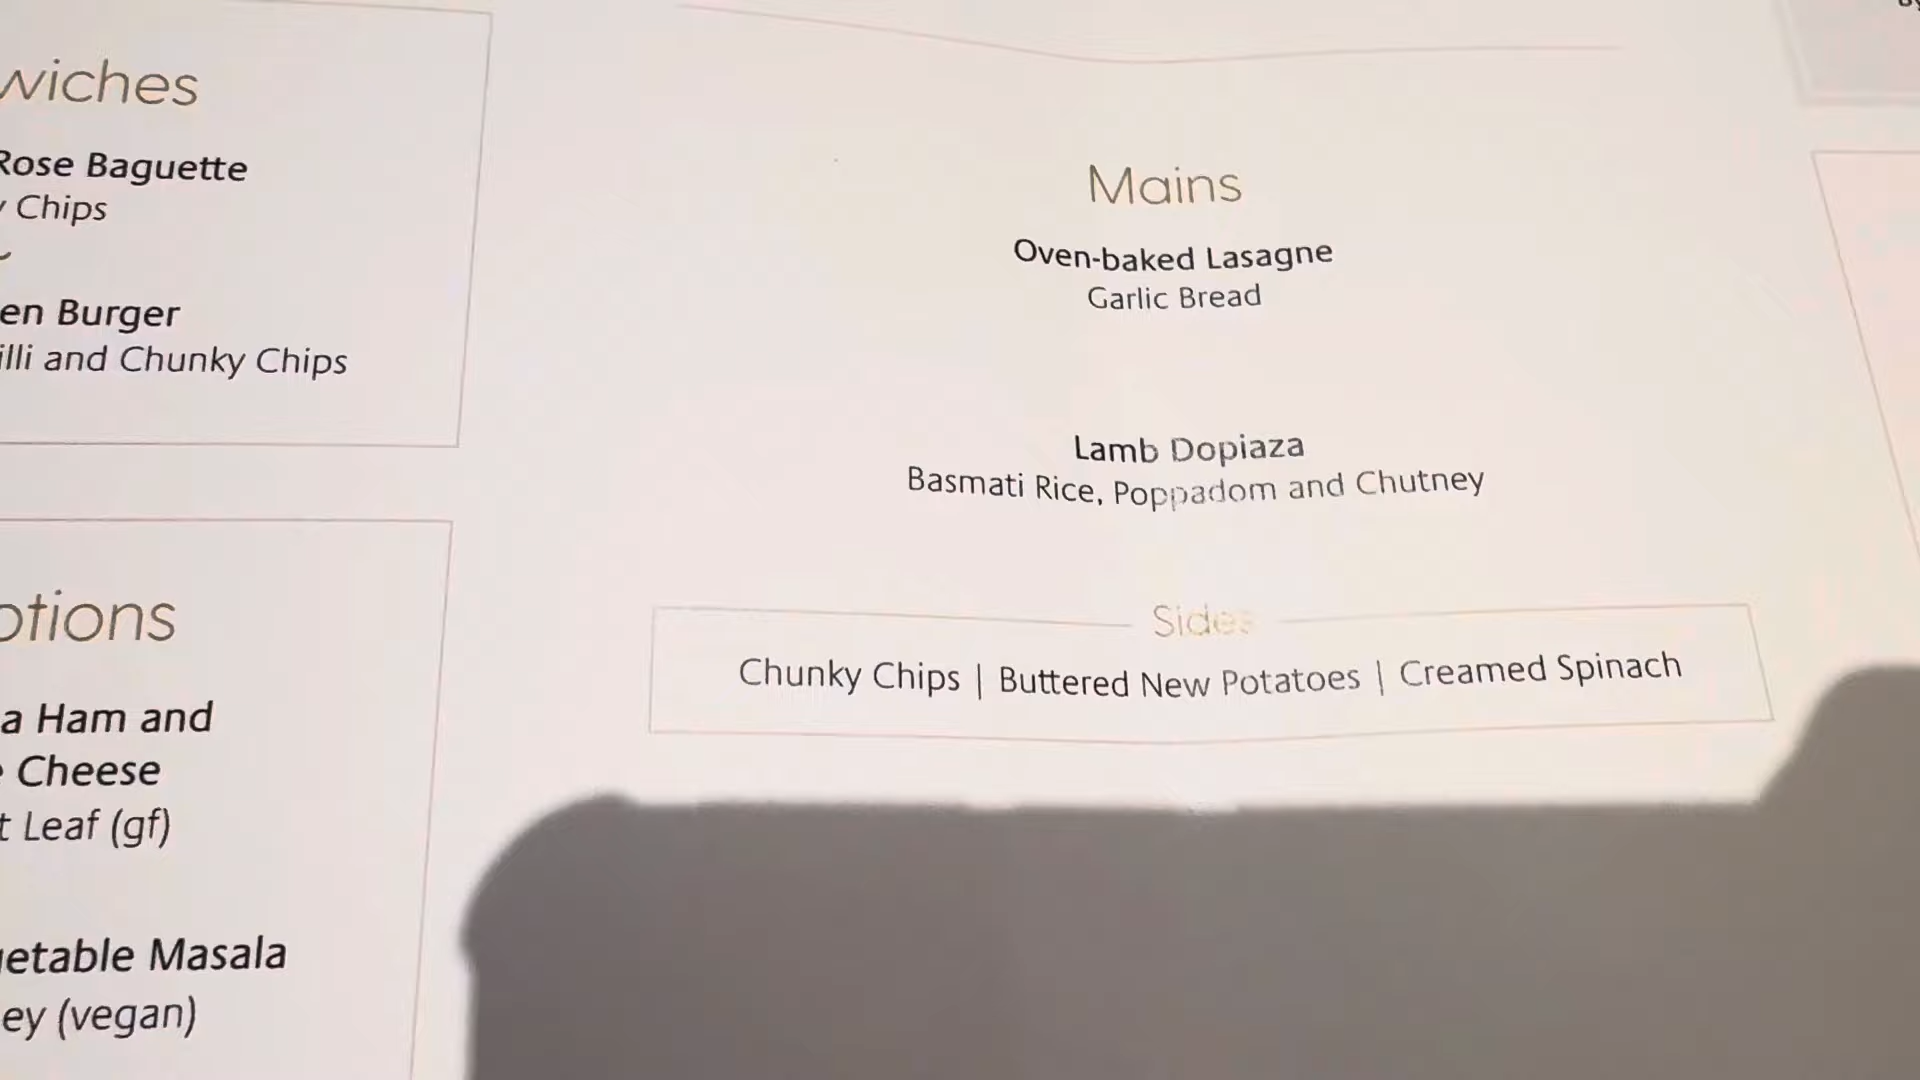 wiches
Rose Baguette
Chips
en Burger
illi and Chunky Chips
otions
a Ham and
Cheese
t Leaf (gf)
getable Masala
ey (vegan)
Mains
Oven-baked Lasagne
Garlic Bread
Lamb Dopiaza
Basmati Rice, Poppadom and Chutney
Sides
Chunky Chips | Buttered New Potatoes | Creamed Spinach